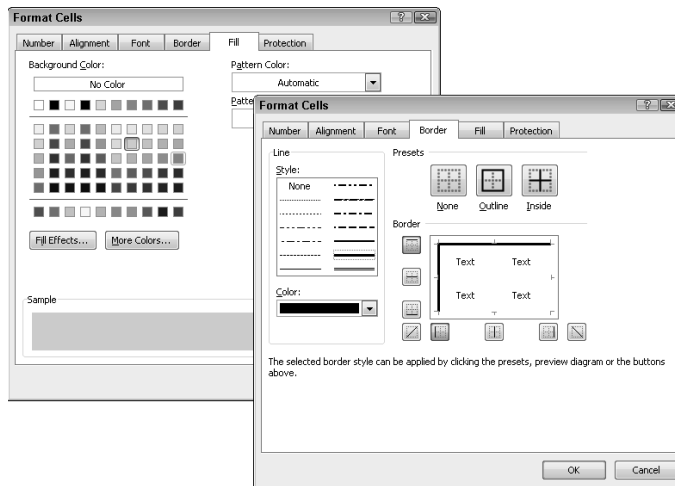 Format Cells
Number Alignment Font Border Fill Protection
Background Color:
No Color
Pattern Color:
Automatic
Fill Effects... More Colors...
Sample
Format Cells
Number Alignment Font Border Fill Protection
Line
Style:
None
Color:
Presets
None Outline Inside
Border
Text Text
Text Text
The selected border style can be applied by clicking the presets, preview diagram or the buttons
above.
OK Cancel